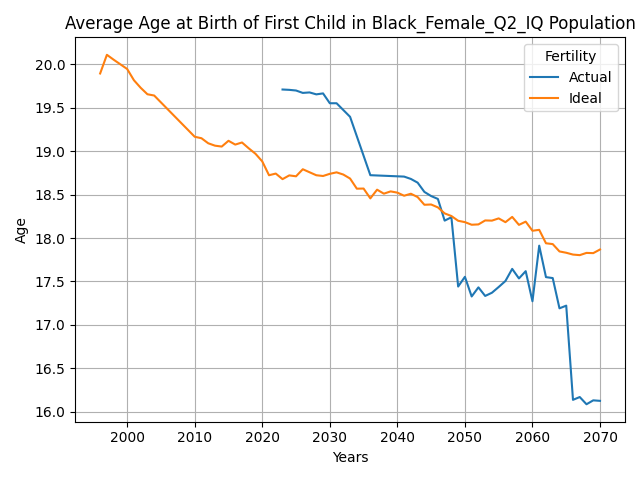 Average Age at Birth of First Child in Black_Female_Q2_IQ Population
Fertility
Actual
Ideal
20.0
19.5
19.0
18.5
18.0
17.5
17.0
16.5
16.0
Age
2000 2010 2020 2030 2040 2050 2060 2070
Years